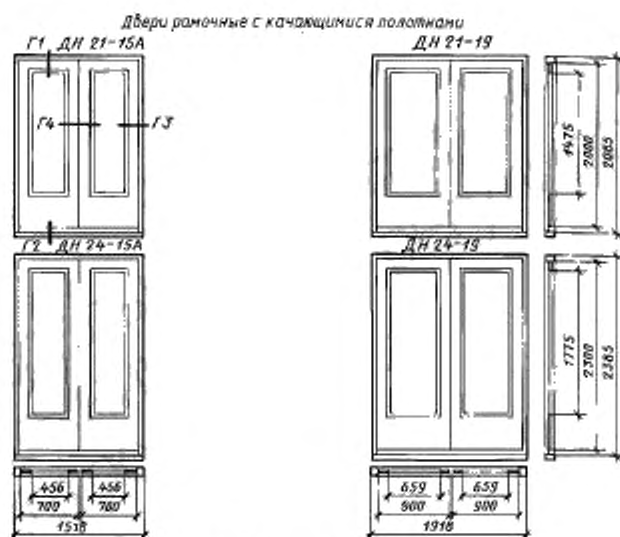 Двери рамочные с качающимися полотнами
Г1 ДН 21-15А
ДН 21-19
Г4
Г3
1475
2000
2085
Г2 ДН 24-15А
ДН 24-19
1775
2300
2385
456 456
700 700
1518
659 659
900 900
1918